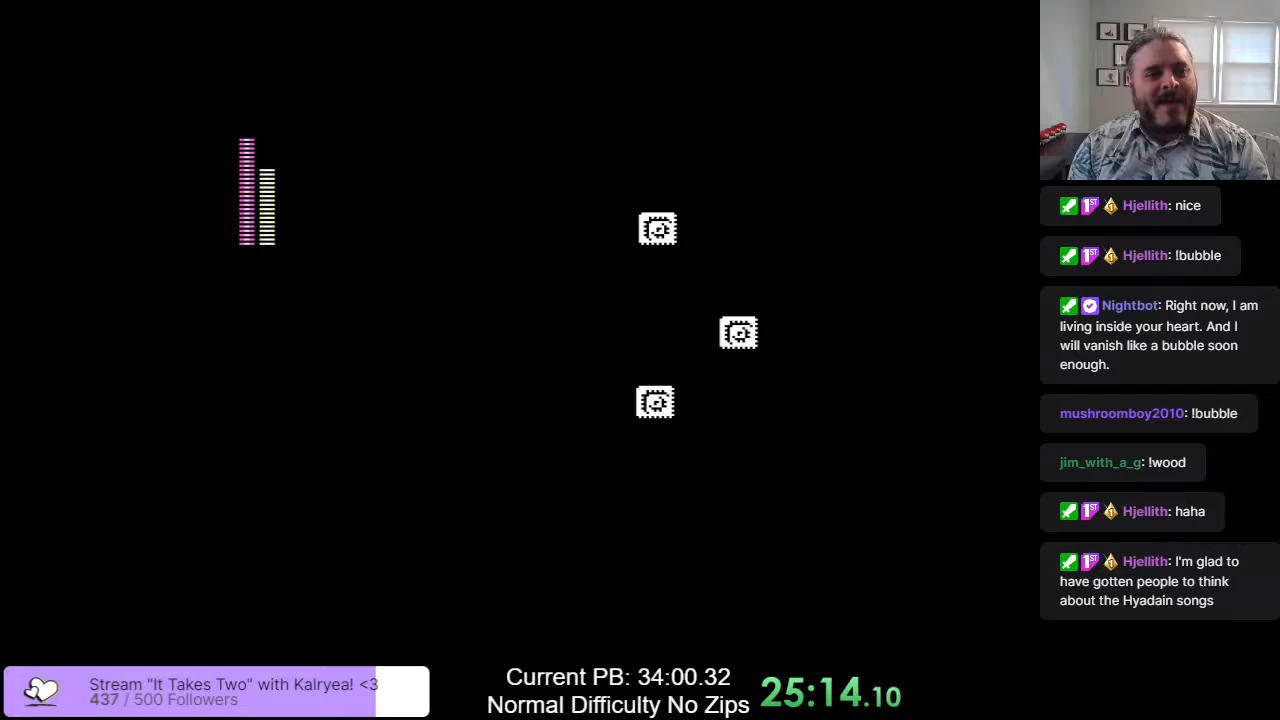 Hjellith: nice
Hjellith: !bubble
Nightbot: Right now, I am
living inside your heart. And I
will vanish like a bubble soon
enough.
mushroomboy2010: !bubble
jim_with_a_g: !wood
Hjellith: haha
Hjellith: I'm glad to
have gotten people to think
about the Hyadain songs
Stream "It Takes Two" with Kalryea! <3
437 / 500 Followers
Current PB: 34:00.32
Normal Difficulty No Zips
25:14.10